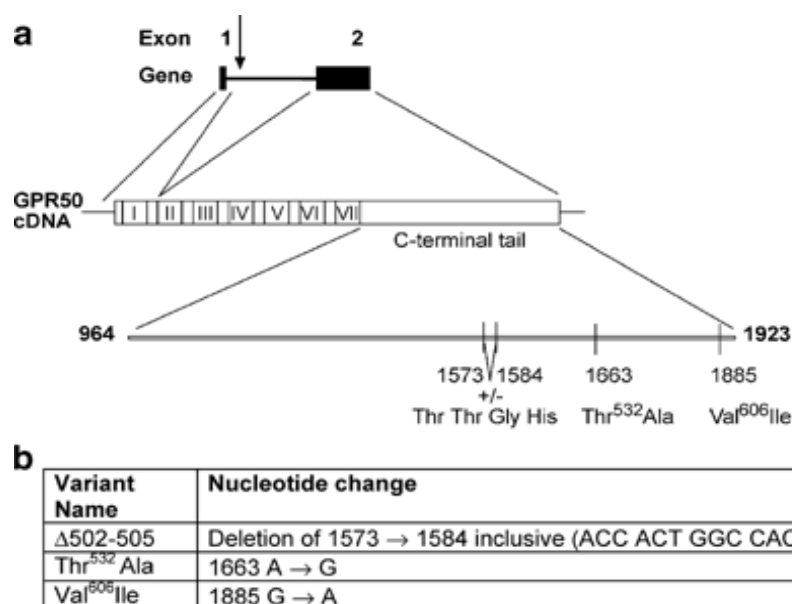 a
Exon 1 2
Gene
GPR50
cDNA
I II III IV V VI VII
C-terminal tail
964 1923
1573 1584 1663 1885
+/-
Thr Thr Gly His Thr532Ala Val606Ile
b
Variant Name Nucleotide change
Δ502-505 Deletion of 1573 → 1584 inclusive (ACC ACT GGC CAC
Thr532 Ala 1663 A → G
Val606Ile 1885 G → A